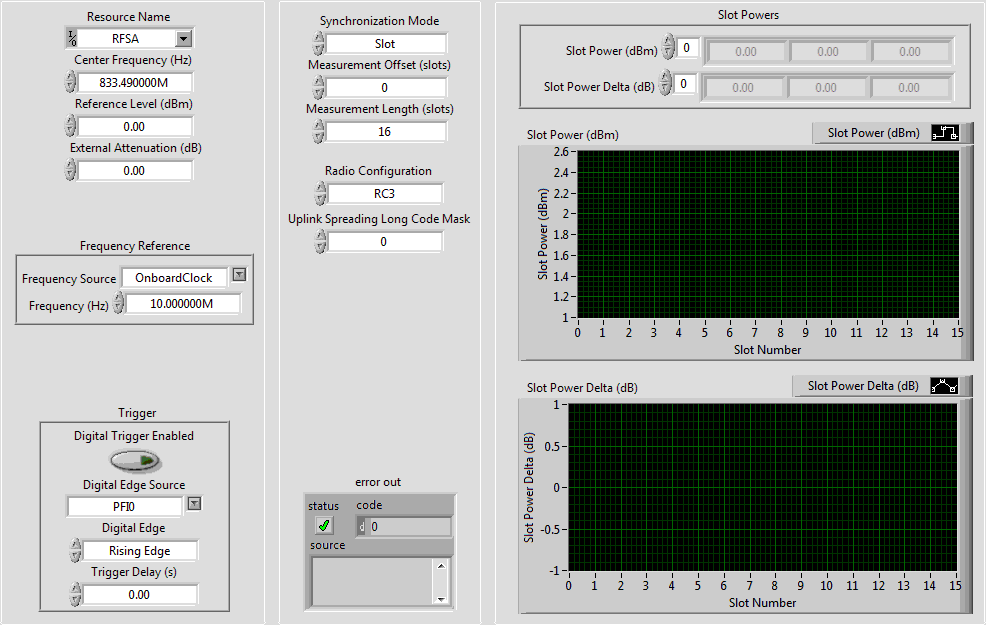 Resource Name
I/O RFSA
Center Frequency (Hz)
833.490000M
Reference Level (dBm)
0.00
External Attenuation (dB)
0.00
Frequency Reference
Frequency Source OnboardClock
Frequency (Hz) 10.000000M
Trigger
Digital Trigger Enabled
Digital Edge Source
PFI0
Digital Edge
Rising Edge
Trigger Delay (s)
0.00
Synchronization Mode
Slot
Measurement Offset (slots)
0
Measurement Length (slots)
16
Radio Configuration
RC3
Uplink Spreading Long Code Mask
0
error out
status code
d 0
source
Slot Powers
Slot Power (dBm) 0 0.00 0.00 0.00
Slot Power Delta (dB) 0 0.00 0.00 0.00
Slot Power (dBm) Slot Power (dBm)
2.6
2.4
2.2
2
1.8
1.6
1.4
1.2
1
Slot Power (dBm)
0 1 2 3 4 5 6 7 8 9 10 11 12 13 14 15
Slot Number
Slot Power Delta (dB) Slot Power Delta (dB)
1
0.5
0
-0.5
-1
Slot Power Delta (dB)
0 1 2 3 4 5 6 7 8 9 10 11 12 13 14 15
Slot Number